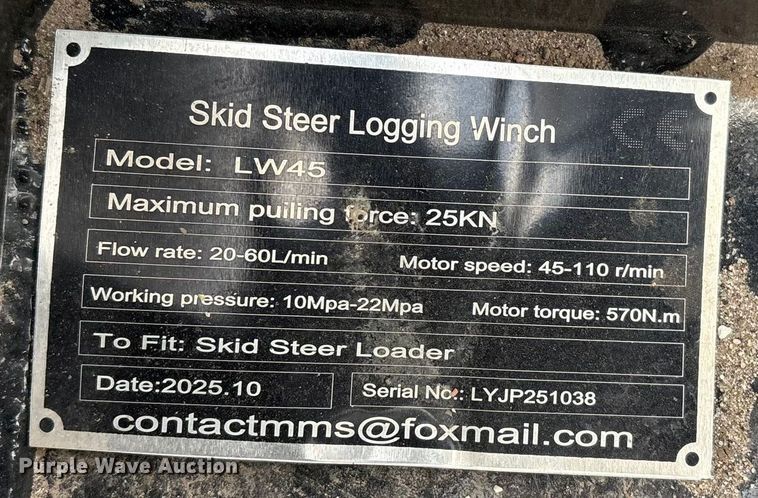 Skid Steer Logging Winch CE
Model: LW45
Maximum puiling force: 25KN
Flow rate: 20-60L/min Motor speed: 45-110 r/min
Working pressure: 10Mpa-22Mpa Motor torque: 570N.m
To Fit: Skid Steer Loader
Date:2025.10 Serial No.: LYJP251038
contactmms@foxmail.com
Purple Wave Auction